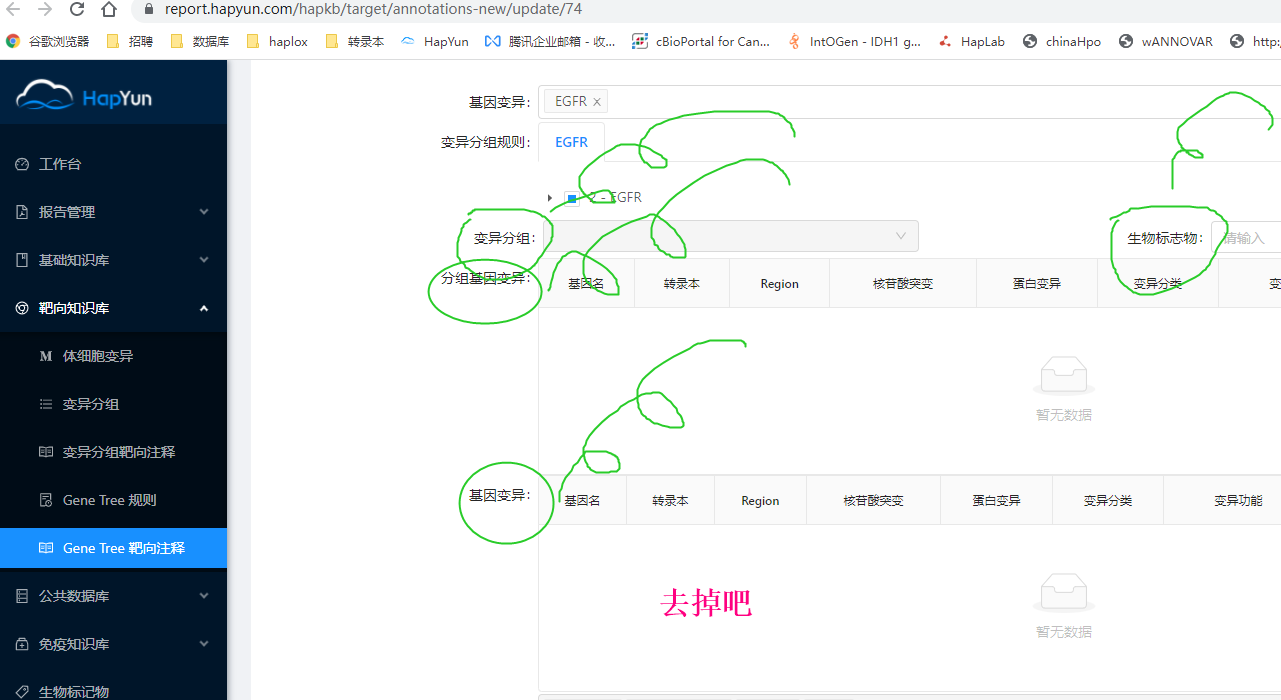 report.hapyun.com/hapkb/target/annotations-new/update/74
谷歌浏览器 招聘 数据库 haplox 转录本 HapYun 腾讯企业邮箱 - 收... cBioPortal for Can... IntOGen - IDH1 g... HapLab chinaHpo wANNOVAR http:
HapYun
工作台
报告管理
基础知识库
靶向知识库
M 体细胞变异
变异分组
变异分组靶向注释
Gene Tree 规则
Gene Tree 靶向注释
公共数据库
免疫知识库
生物标记物
基因变异: EGFR ×
变异分组规则: EGFR
2 - EGFR
变异分组: 生物标志物: 请输入
分组基因变异: 基因名 转录本 Region 核苷酸突变 蛋白变异 变异分类 变
暂无数据
基因变异: 基因名 转录本 Region 核苷酸突变 蛋白变异 变异分类 变异功能
去掉吧
暂无数据